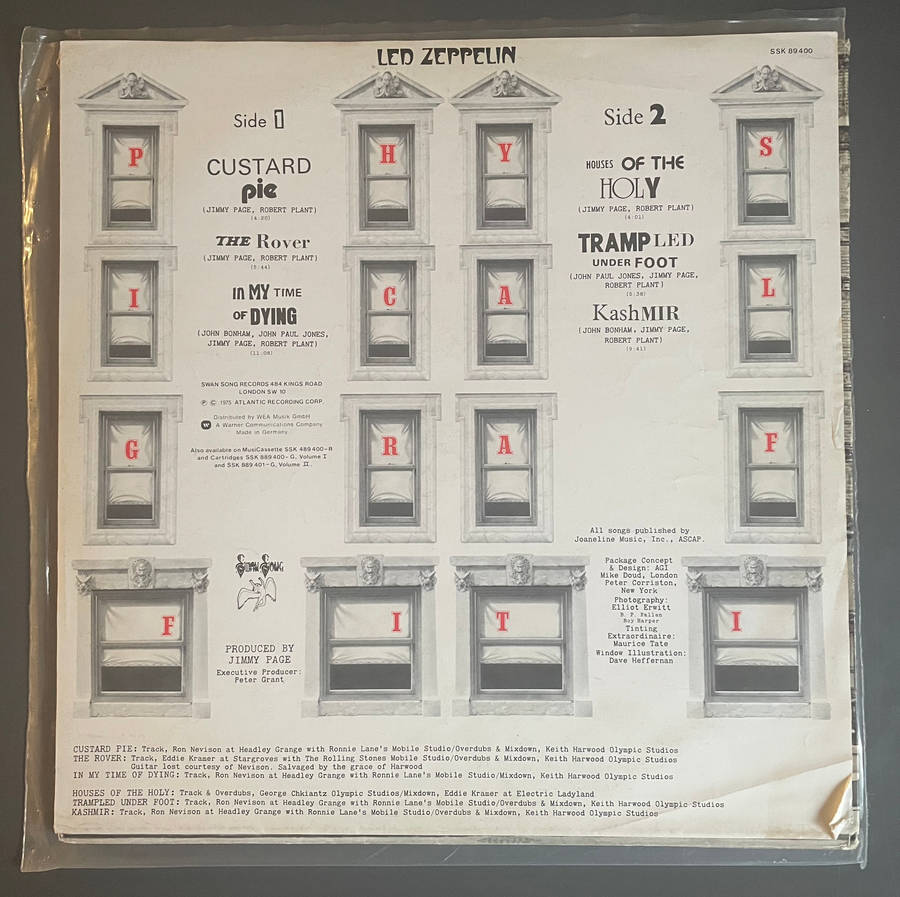 LED ZEPPELIN
SSK 89 400
P H Y S
I C A L
G R A F
F I T I
Side 1
CUSTARD
pie
(JIMMY PAGE, ROBERT PLANT)
(4:20)
THE Rover
(JIMMY PAGE, ROBERT PLANT)
(5:44)
In MY TIME
OF DYING
(JOHN BONHAM, JOHN PAUL JONES,
JIMMY PAGE, ROBERT PLANT)
(11:08)
SWAN SONG RECORDS 484 KINGS ROAD
LONDON SW 10
℗ © 1975 ATLANTIC RECORDING CORP.
Distributed by WEA Musik GmbH
A Warner Communications Company
Made in Germany
Also available on MusiCassette SSK 489 400-R
and Cartridges SSK 889 400-G, Volume I
and SSK 889 401-G, Volume II.
Side 2
HOUSES OF THE
HOLY
(JIMMY PAGE, ROBERT PLANT)
(4:01)
TRAMPLED
UNDER FOOT
(JOHN PAUL JONES, JIMMY PAGE,
ROBERT PLANT)
(5:38)
KashMIR
(JOHN BONHAM, JIMMY PAGE,
ROBERT PLANT)
(9:41)
All songs published by
Joaneline Music, Inc., ASCAP.
SWAN SONG
PRODUCED BY
JIMMY PAGE
Executive Producer:
Peter Grant
Package Concept
& Design: AGI
Mike Doud, London
Peter Corriston,
New York
Photography:
Elliot Erwitt
B. P. Fallen
Roy Harper
Tinting
Extraordinaire:
Maurice Tate
Window Illustration:
Dave Heffernan
CUSTARD PIE: Track, Ron Nevison at Headley Grange with Ronnie Lane's Mobile Studio/Overdubs & Mixdown, Keith Harwood Olympic Studios
THE ROVER: Track, Eddie Kramer at Stargroves with The Rolling Stones Mobile Studio/Overdubs & Mixdown, Keith Harwood Olympic Studios
Guitar lost courtesy of Nevison. Salvaged by the grace of Harwood
IN MY TIME OF DYING: Track, Ron Nevison at Headley Grange with Ronnie Lane's Mobile Studio/Mixdown, Keith Harwood Olympic Studios
HOUSES OF THE HOLY: Track & Overdubs, George Chkiantz Olympic Studios/Mixdown, Eddie Kramer at Electric Ladyland
TRAMPLED UNDER FOOT: Track, Ron Nevison at Headley Grange with Ronnie Lane's Mobile Studio/Overdubs & Mixdown, Keith Harwood Olympic Studios
KASHMIR: Track, Ron Nevison at Headley Grange with Ronnie Lane's Mobile Studio/Overdubs & Mixdown, Keith Harwood Olympic Studios